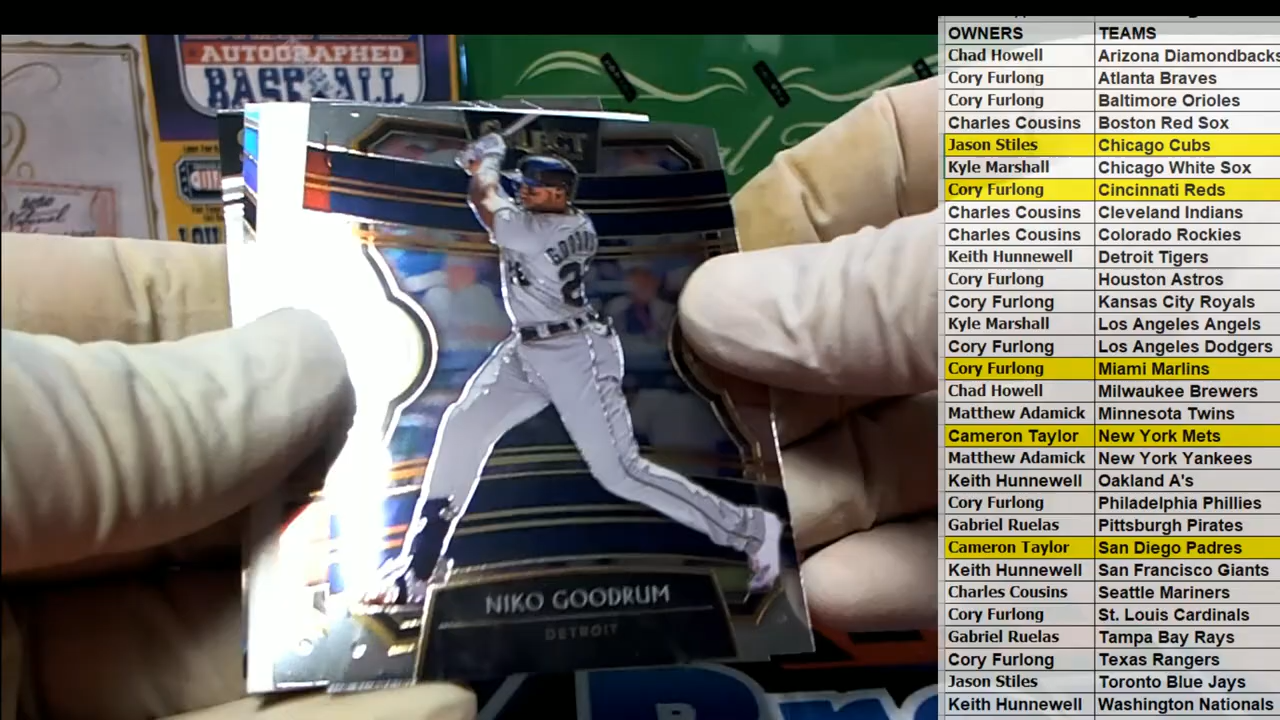 AUTOGRAPHED
BASEBALL
GOODRUM
2
NIKO GOODRUM
DETROIT
OWNERS TEAMS
Chad Howell Arizona Diamondbacks
Cory Furlong Atlanta Braves
Cory Furlong Baltimore Orioles
Charles Cousins Boston Red Sox
Jason Stiles Chicago Cubs
Kyle Marshall Chicago White Sox
Cory Furlong Cincinnati Reds
Charles Cousins Cleveland Indians
Charles Cousins Colorado Rockies
Keith Hunnewell Detroit Tigers
Cory Furlong Houston Astros
Cory Furlong Kansas City Royals
Kyle Marshall Los Angeles Angels
Cory Furlong Los Angeles Dodgers
Cory Furlong Miami Marlins
Chad Howell Milwaukee Brewers
Matthew Adamick Minnesota Twins
Cameron Taylor New York Mets
Matthew Adamick New York Yankees
Keith Hunnewell Oakland A's
Cory Furlong Philadelphia Phillies
Gabriel Ruelas Pittsburgh Pirates
Cameron Taylor San Diego Padres
Keith Hunnewell San Francisco Giants
Charles Cousins Seattle Mariners
Cory Furlong St. Louis Cardinals
Gabriel Ruelas Tampa Bay Rays
Cory Furlong Texas Rangers
Jason Stiles Toronto Blue Jays
Keith Hunnewell Washington Nationals